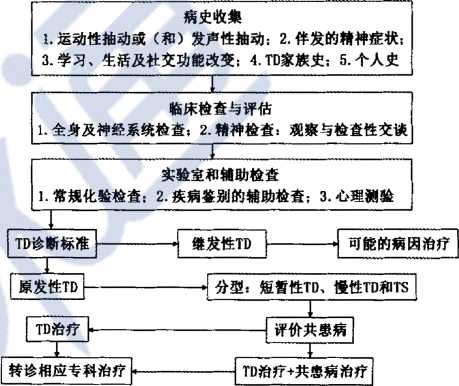 病史收集
1.运动性抽动或（和）发声性抽动；2.伴发的精神症状；
3.学习、生活及社交功能改变；4.TD家族史；5.个人史
临床检查与评估
1.全身及神经系统检查；2.精神检查：观察与检查性交谈
实验室和辅助检查
1.常规化验检查；2.疾病鉴别的辅助检查；3.心理测验
TD诊断标准
继发性TD
可能的病因治疗
原发性TD
分型：短暂性TD、慢性TD和TS
TD治疗
评价共患病
转诊相应专科治疗
TD治疗+共患病治疗